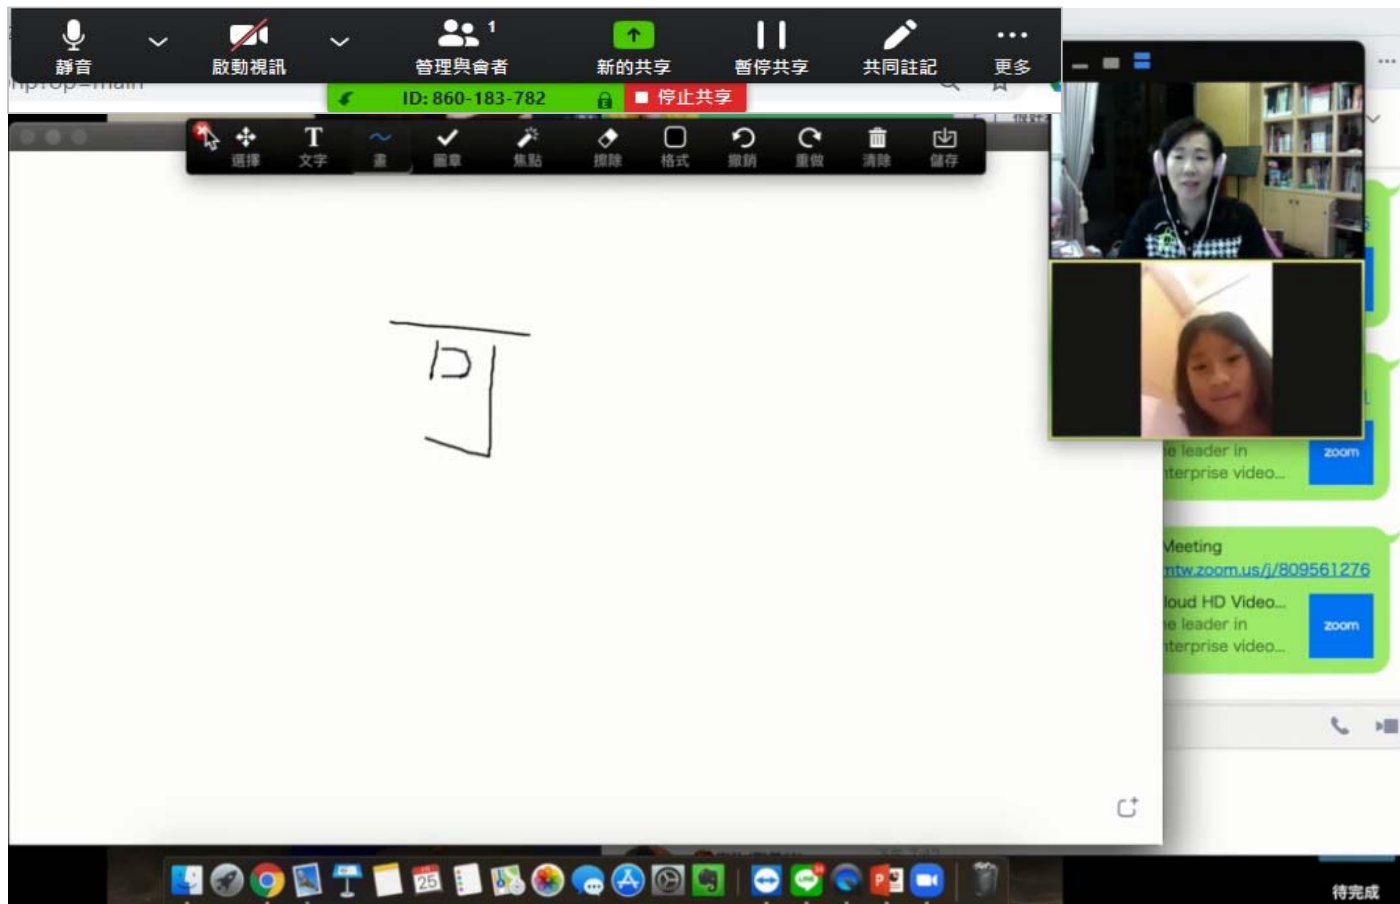 靜音 啟動視訊 管理與會者 1 新的共享 暫停共享 共同註記 更多
ID: 860-183-782 停止共享
選擇 文字 畫 圖章 焦點 擦除 格式 撤銷 重做 清除 儲存
可
e leader in
nterprise video...
zoom
Meeting
mtw.zoom.us/j/809561276
loud HD Video...
e leader in
nterprise video...
zoom
25
待完成